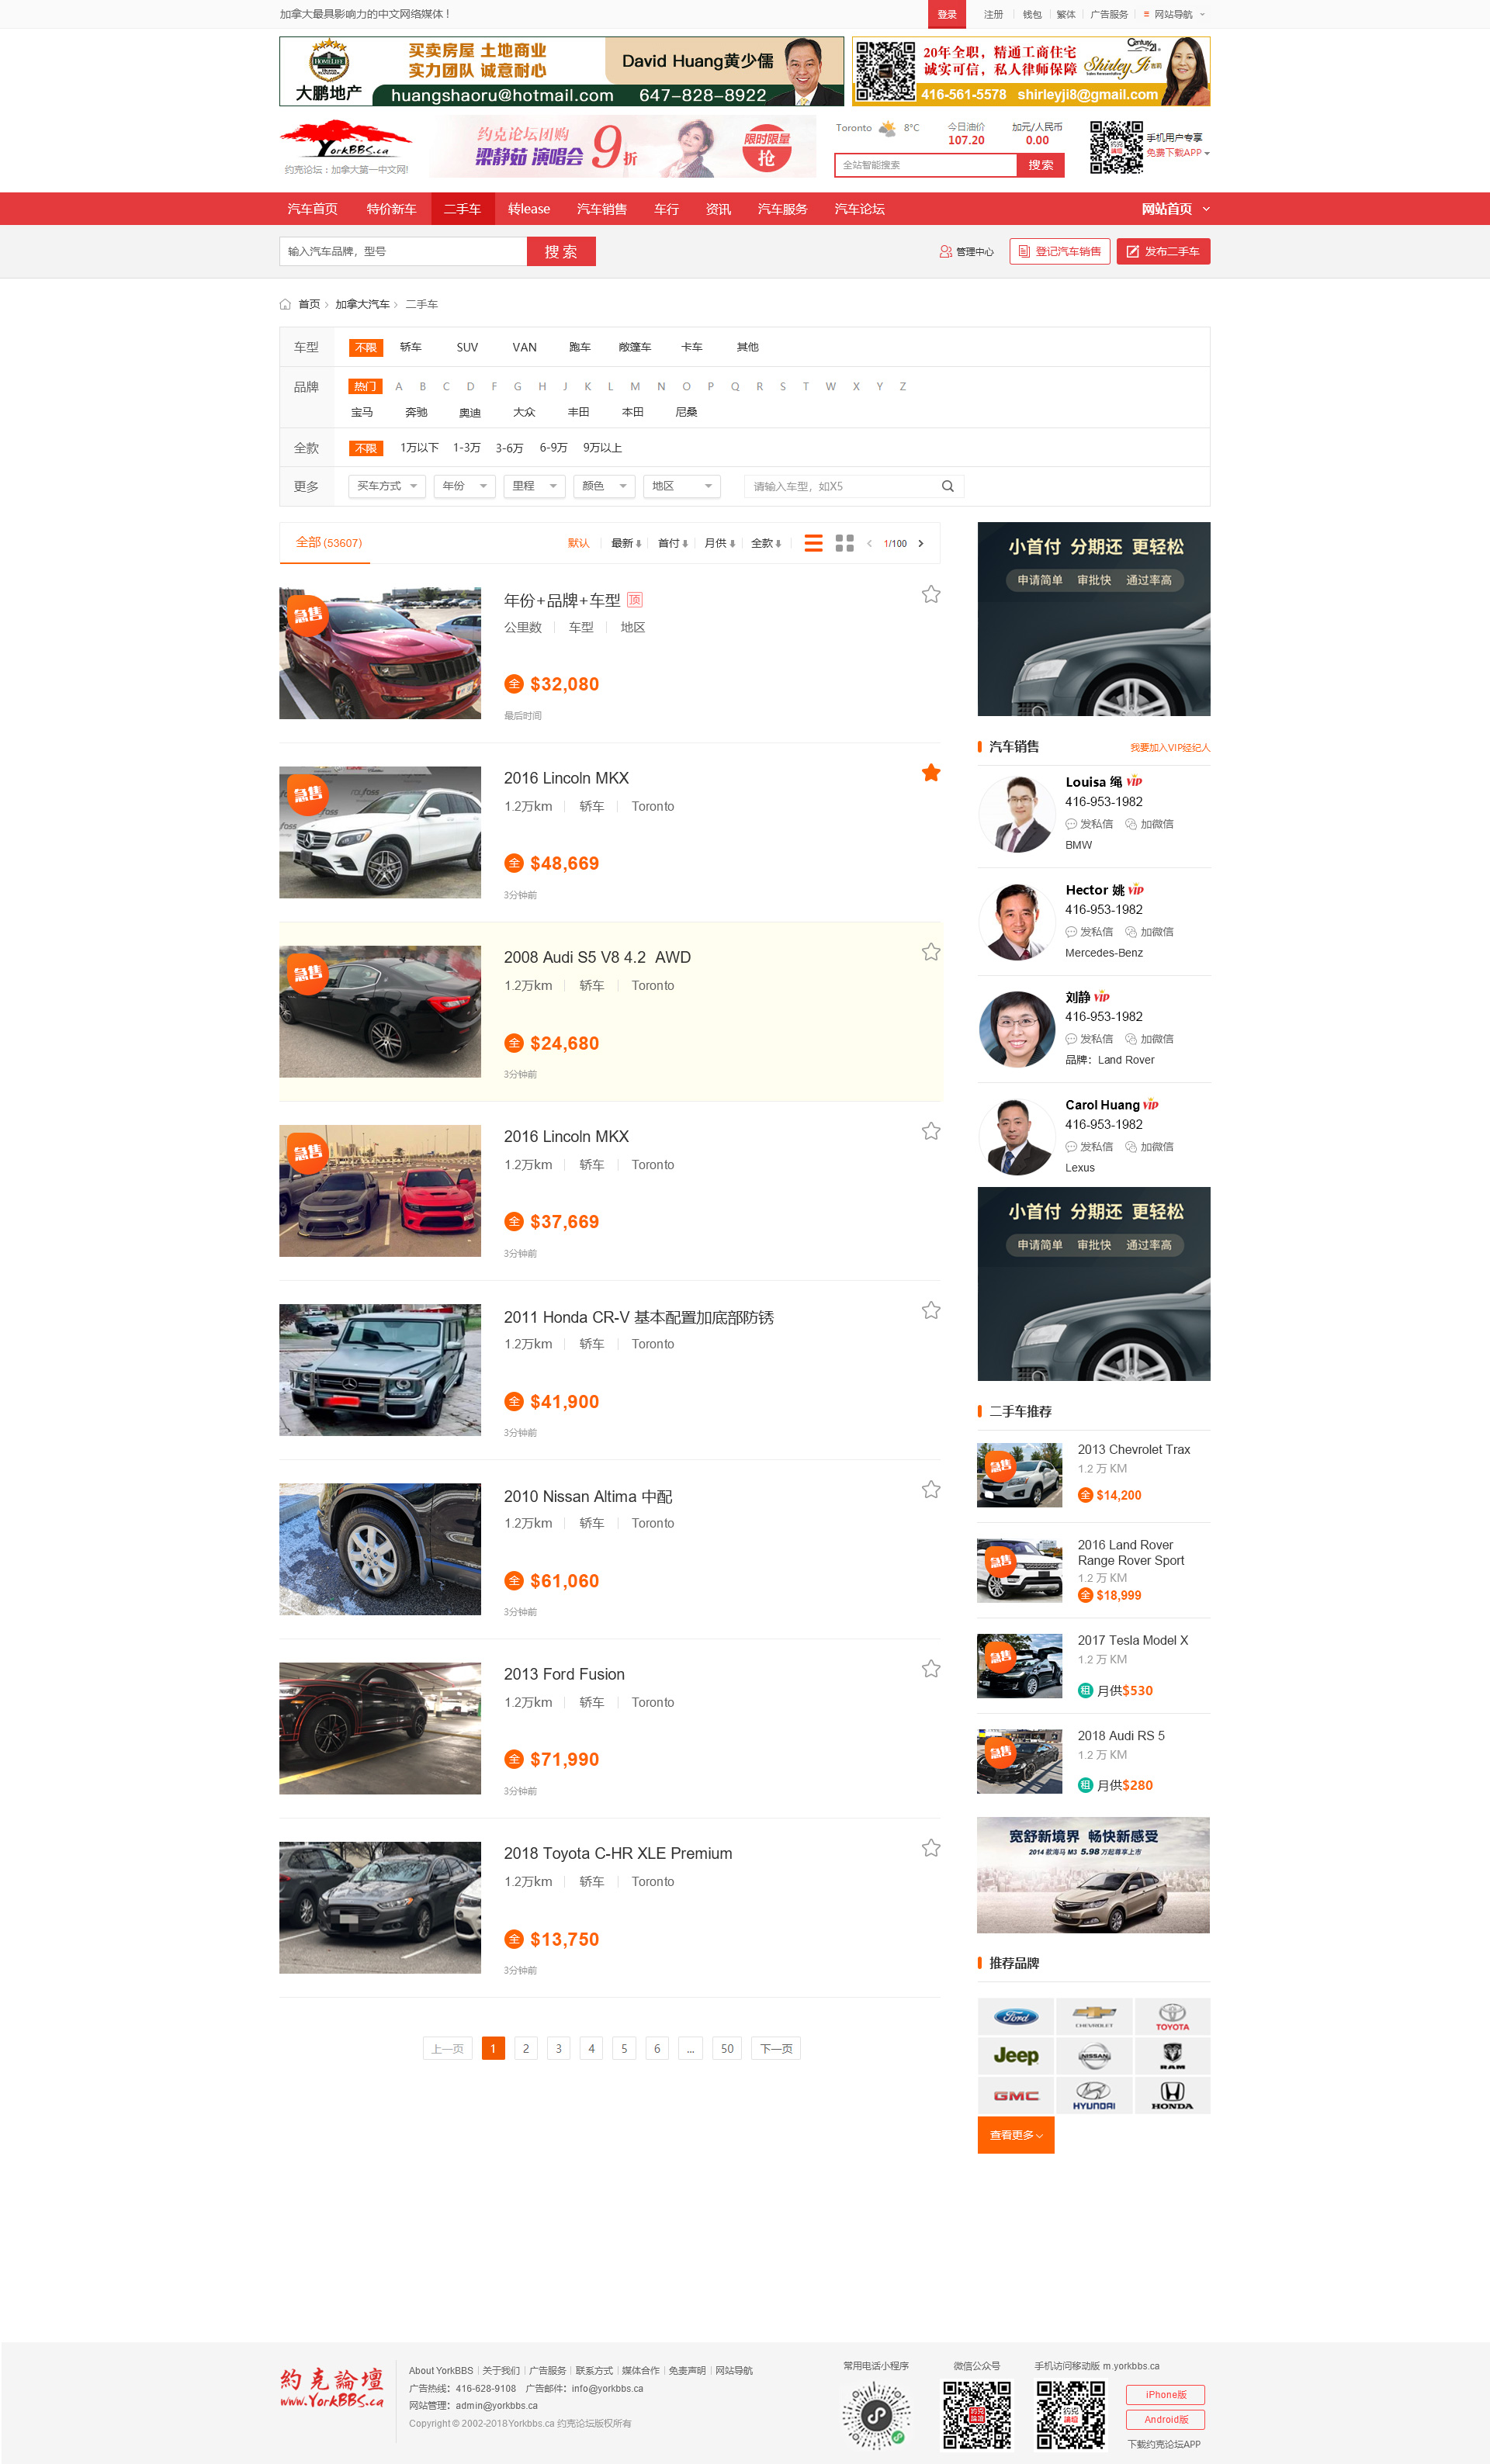 加拿大最具影响力的中文网络媒体！
登录 注册 钱包 繁体 广告服务 网站导航
HOMELIFE
大鹏地产
买卖房屋 土地商业
实力团队 诚意耐心
David Huang黄少儒
huangshaoru@hotmail.com 647-828-8922
20年全职，精通工商住宅
诚实可信，私人律师保障
Century 21
Shirley Ji
416-561-5578 shirleyji8@gmail.com
YorkBBS.ca
约克论坛：加拿大第一中文网!
约克论坛团购
梁静茹 演唱会 9折
限时限量
抢
Toronto 8°C
今日油价
107.20
加元/人民币
0.00
全站智能搜索 搜索
手机用户专享
免费下载APP
汽车首页 特价新车 二手车 转lease 汽车销售 车行 资讯 汽车服务 汽车论坛 网站首页
输入汽车品牌，型号 搜 索
管理中心 登记汽车销售 发布二手车
首页 加拿大汽车 二手车
车型 不限 轿车 SUV VAN 跑车 敞篷车 卡车 其他
品牌 热门 A B C D F G H J K L M N O P Q R S T W X Y Z
宝马 奔驰 奥迪 大众 丰田 本田 尼桑
全款 不限 1万以下 1-3万 3-6万 6-9万 9万以上
更多 买车方式 年份 里程 颜色 地区 请输入车型，如X5
全部 (53607) 默认 最新 首付 月供 全款 1/100
急售
年份+品牌+车型 顶
公里数 车型 地区
全 $32,080
最后时间
急售
2016 Lincoln MKX
1.2万km 轿车 Toronto
全 $48,669
3分钟前
急售
2008 Audi S5 V8 4.2 AWD
1.2万km 轿车 Toronto
全 $24,680
3分钟前
急售
2016 Lincoln MKX
1.2万km 轿车 Toronto
全 $37,669
3分钟前
2011 Honda CR-V 基本配置加底部防锈
1.2万km 轿车 Toronto
全 $41,900
3分钟前
2010 Nissan Altima 中配
1.2万km 轿车 Toronto
全 $61,060
3分钟前
2013 Ford Fusion
1.2万km 轿车 Toronto
全 $71,990
3分钟前
2018 Toyota C-HR XLE Premium
1.2万km 轿车 Toronto
全 $13,750
3分钟前
上一页 1 2 3 4 5 6 ... 50 下一页
小首付 分期还 更轻松
申请简单 审批快 通过率高
汽车销售 我要加入VIP经纪人
Louisa 绳 vip
416-953-1982
发私信 加微信
BMW
Hector 姚 vip
416-953-1982
发私信 加微信
Mercedes-Benz
刘静 vip
416-953-1982
发私信 加微信
品牌：Land Rover
Carol Huang vip
416-953-1982
发私信 加微信
Lexus
小首付 分期还 更轻松
申请简单 审批快 通过率高
二手车推荐
急售
2013 Chevrolet Trax
1.2 万 KM
全 $14,200
急售
2016 Land Rover
Range Rover Sport
1.2 万 KM
全 $18,999
急售
2017 Tesla Model X
1.2 万 KM
租 月供$530
急售
2018 Audi RS 5
1.2 万 KM
租 月供$280
宽舒新境界 畅快新感受
2014 款海马 M3 5.98 万起尊享上市
推荐品牌
Ford CHEVROLET TOYOTA
Jeep NISSAN RAM
GMC HYUNDAI HONDA
查看更多
約克論壇
www.YorkBBS.ca
About YorkBBS 关于我们 广告服务 联系方式 媒体合作 免责声明 网站导航
广告热线：416-628-9108 广告邮件：info@yorkbbs.ca
网站管理：admin@yorkbbs.ca
Copyright © 2002-2018 Yorkbbs.ca 约克论坛版权所有
常用电话小程序 微信公众号 手机访问移动版 m.yorkbbs.ca
iPhone版
Android版
下载约克论坛APP